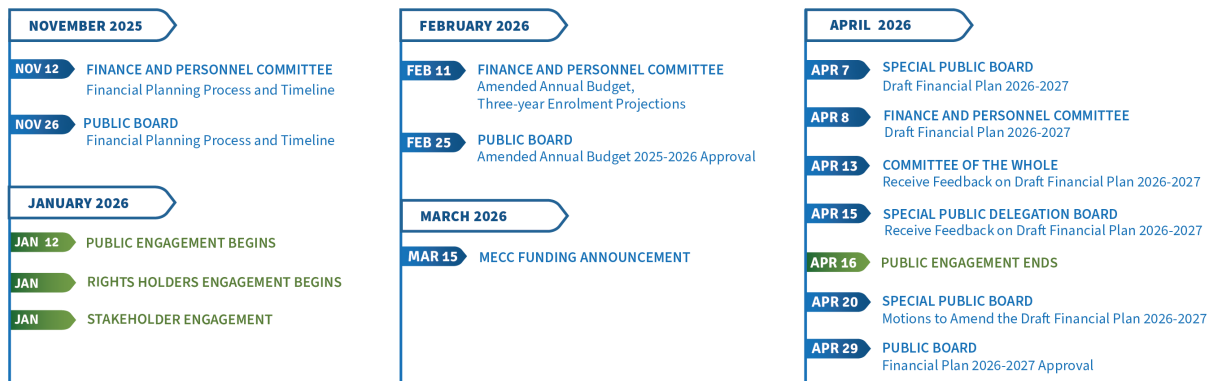 NOVEMBER 2025
NOV 12 FINANCE AND PERSONNEL COMMITTEE
Financial Planning Process and Timeline
NOV 26 PUBLIC BOARD
Financial Planning Process and Timeline
JANUARY 2026
JAN 12 PUBLIC ENGAGEMENT BEGINS
JAN RIGHTS HOLDERS ENGAGEMENT BEGINS
JAN STAKEHOLDER ENGAGEMENT
FEBRUARY 2026
FEB 11 FINANCE AND PERSONNEL COMMITTEE
Amended Annual Budget,
Three-year Enrolment Projections
FEB 25 PUBLIC BOARD
Amended Annual Budget 2025-2026 Approval
MARCH 2026
MAR 15 MECC FUNDING ANNOUNCEMENT
APRIL 2026
APR 7 SPECIAL PUBLIC BOARD
Draft Financial Plan 2026-2027
APR 8 FINANCE AND PERSONNEL COMMITTEE
Draft Financial Plan 2026-2027
APR 13 COMMITTEE OF THE WHOLE
Receive Feedback on Draft Financial Plan 2026-2027
APR 15 SPECIAL PUBLIC DELEGATION BOARD
Receive Feedback on Draft Financial Plan 2026-2027
APR 16 PUBLIC ENGAGEMENT ENDS
APR 20 SPECIAL PUBLIC BOARD
Motions to Amend the Draft Financial Plan 2026-2027
APR 29 PUBLIC BOARD
Financial Plan 2026-2027 Approval